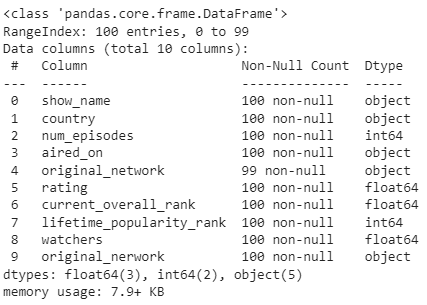 <class 'pandas.core.frame.DataFrame'>
RangeIndex: 100 entries, 0 to 99
Data columns (total 10 columns):
 #   Column                    Non-Null Count  Dtype
---  ------                    --------------  -----
 0   show_name                 100 non-null    object
 1   country                   100 non-null    object
 2   num_episodes              100 non-null    int64
 3   aired_on                  100 non-null    object
 4   original_network          99 non-null     object
 5   rating                    100 non-null    float64
 6   current_overall_rank      100 non-null    float64
 7   lifetime_popularity_rank  100 non-null    int64
 8   watchers                  100 non-null    float64
 9   original_nerwork          100 non-null    object
dtypes: float64(3), int64(2), object(5)
memory usage: 7.9+ KB